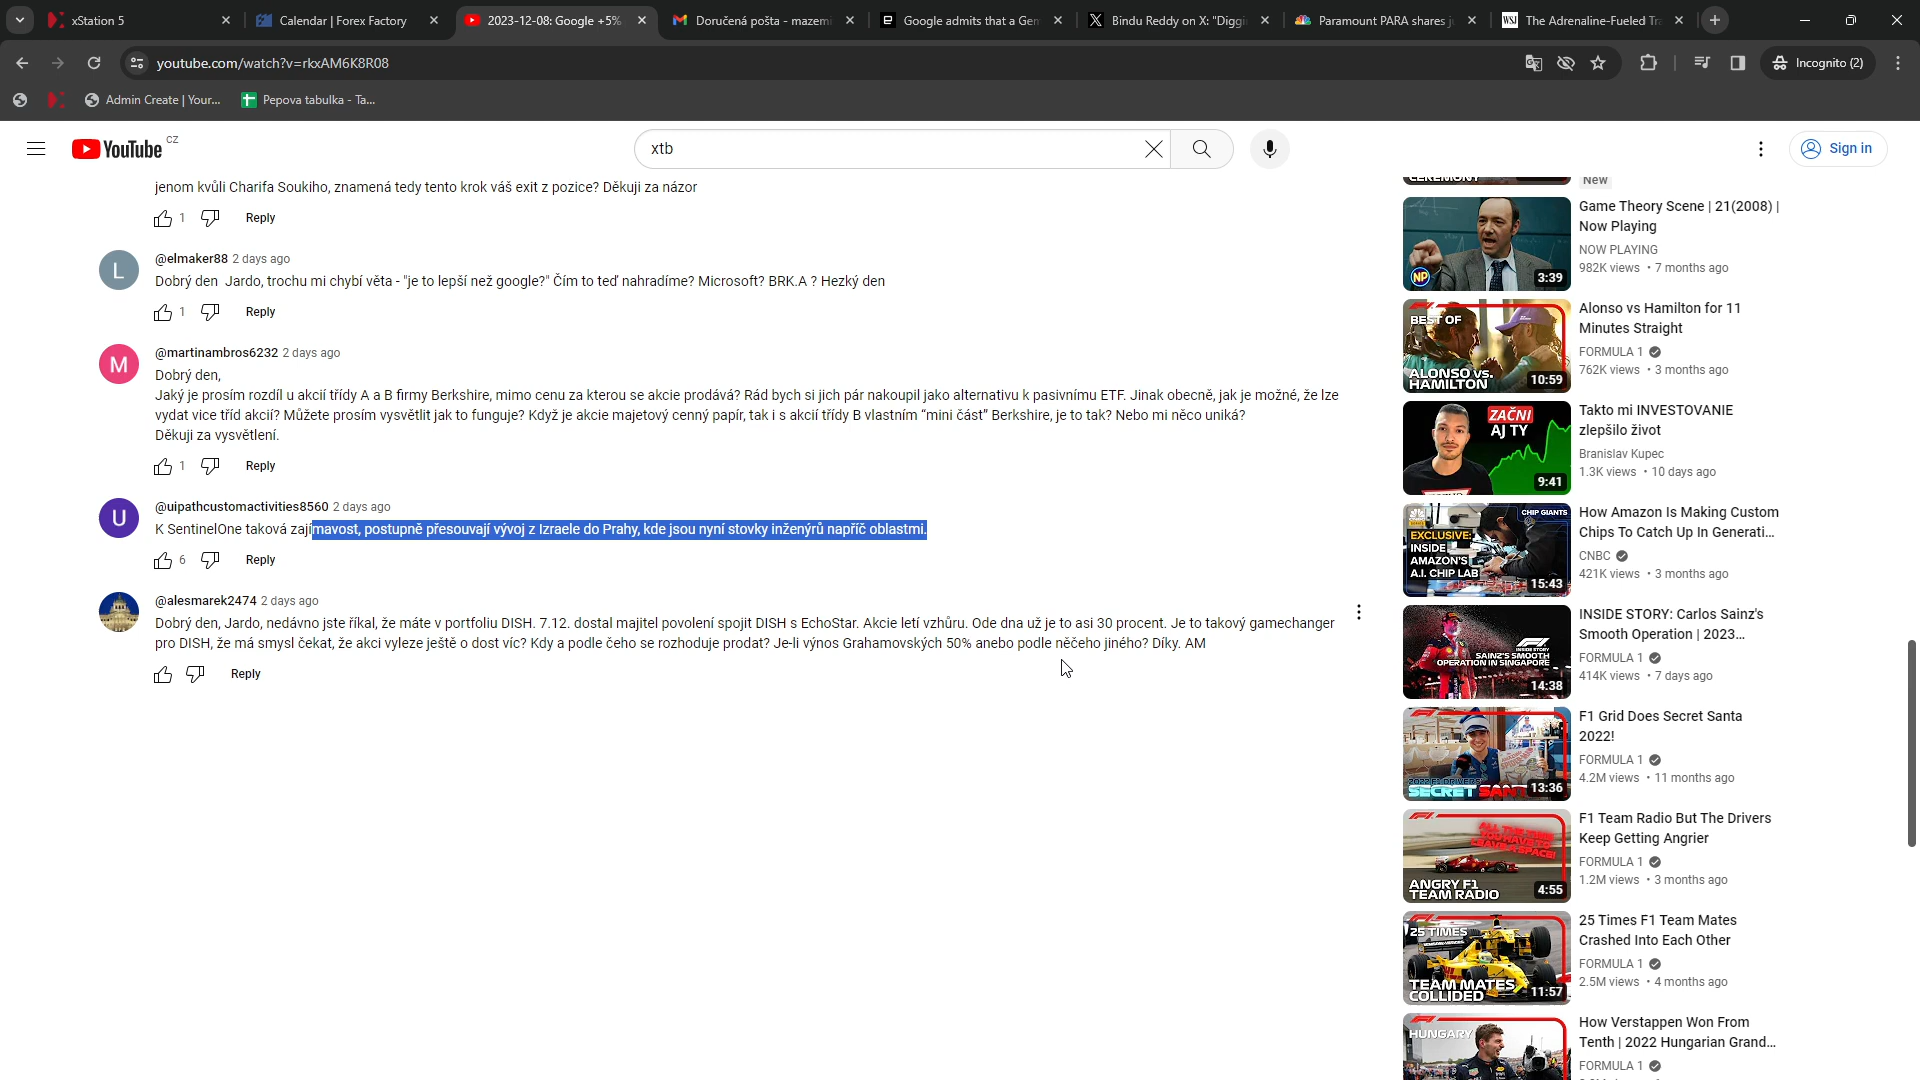 xStation 5
Calendar | Forex Factory
2023-12-08: Google +5%
Doručená pošta - mazemi
Google admits that a Gem
Bindu Reddy on X: "Diggi
Paramount PARA shares j
WSJ The Adrenaline-Fueled Tra
youtube.com/watch?v=rkxAM6K8R08
Incognito (2)
Admin Create | Your...
Pepova tabulka - Ta...
YouTube CZ
xtb
Sign in
jenom kvůli Charifa Soukiho, znamená tedy tento krok váš exit z pozice? Děkuji za názor
1 Reply
L
@elmaker88 2 days ago
Dobrý den Jardo, trochu mi chybí věta - "je to lepší než google?" Čím to teď nahradíme? Microsoft? BRK.A ? Hezký den
1 Reply
M
@martinambros6232 2 days ago
Dobrý den,
Jaký je prosím rozdíl u akcií třídy A a B firmy Berkshire, mimo cenu za kterou se akcie prodává? Rád bych si jich pár nakoupil jako alternativu k pasivnímu ETF. Jinak obecně, jak je možné, že lze
vydat vice tříd akcií? Můžete prosím vysvětlit jak to funguje? Když je akcie majetový cenný papír, tak i s akcií třídy B vlastním “mini část” Berkshire, je to tak? Nebo mi něco uniká?
Děkuji za vysvětlení.
1 Reply
U
@uipathcustomactivities8560 2 days ago
K SentinelOne taková zajímavost, postupně přesouvají vývoj z Izraele do Prahy, kde jsou nyní stovky inženýrů napříč oblastmi.
6 Reply
@alesmarek2474 2 days ago
Dobrý den, Jardo, nedávno jste říkal, že máte v portfoliu DISH. 7.12. dostal majitel povolení spojit DISH s EchoStar. Akcie letí vzhůru. Ode dna už je to asi 30 procent. Je to takový gamechanger
pro DISH, že má smysl čekat, že akci vyleze ještě o dost víc? Kdy a podle čeho se rozhoduje prodat? Je-li výnos Grahamovských 50% anebo podle něčeho jiného? Díky. AM
Reply
CEREMONY
New
NP
3:39
Game Theory Scene | 21(2008) |
Now Playing
NOW PLAYING
982K views • 7 months ago
BEST OF
ALONSO vs.
HAMILTON
10:59
Alonso vs Hamilton for 11
Minutes Straight
FORMULA 1
762K views • 3 months ago
ZAČNI
AJ TY
9:41
Takto mi INVESTOVANIE
zlepšilo život
Branislav Kupec
1.3K views • 10 days ago
CHIP GIANTS
EXCLUSIVE:
INSIDE
AMAZON'S
A.I. CHIP LAB
15:43
How Amazon Is Making Custom
Chips To Catch Up In Generati...
CNBC
421K views • 3 months ago
INSIDE STORY
SAINZ'S SMOOTH
OPERATION IN SINGAPORE
14:38
INSIDE STORY: Carlos Sainz's
Smooth Operation | 2023...
FORMULA 1
414K views • 7 days ago
2022 F1 DRIVERS'
SECRET SANTA
13:36
F1 Grid Does Secret Santa
2022!
FORMULA 1
4.2M views • 11 months ago
ANGRY F1
TEAM RADIO
4:55
F1 Team Radio But The Drivers
Keep Getting Angrier
FORMULA 1
1.2M views • 3 months ago
25 TIMES
TEAM MATES
COLLIDED
11:57
25 Times F1 Team Mates
Crashed Into Each Other
FORMULA 1
2.5M views • 4 months ago
HUNGARY
How Verstappen Won From
Tenth | 2022 Hungarian Grand...
FORMULA 1